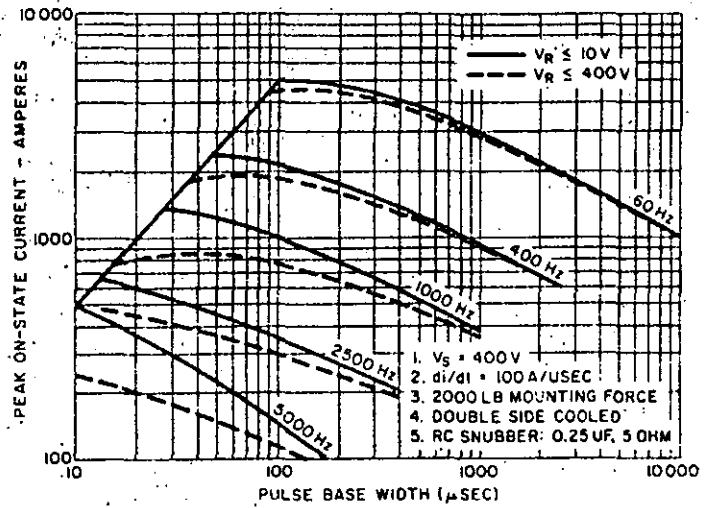 10 000
1000
100
PEAK ON-STATE CURRENT - AMPERES
V_R ≤ 10 V
V_R ≤ 400 V
60 Hz
400 Hz
1000 Hz
2500 Hz
5000 Hz
1. V_S = 400 V
2. di/dt = 100 A/USEC
3. 2000 LB MOUNTING FORCE
4. DOUBLE SIDE COOLED
5. RC SNUBBER: 0.25 UF, 5 OHM
10
100
1000
10 000
PULSE BASE WIDTH (μSEC)